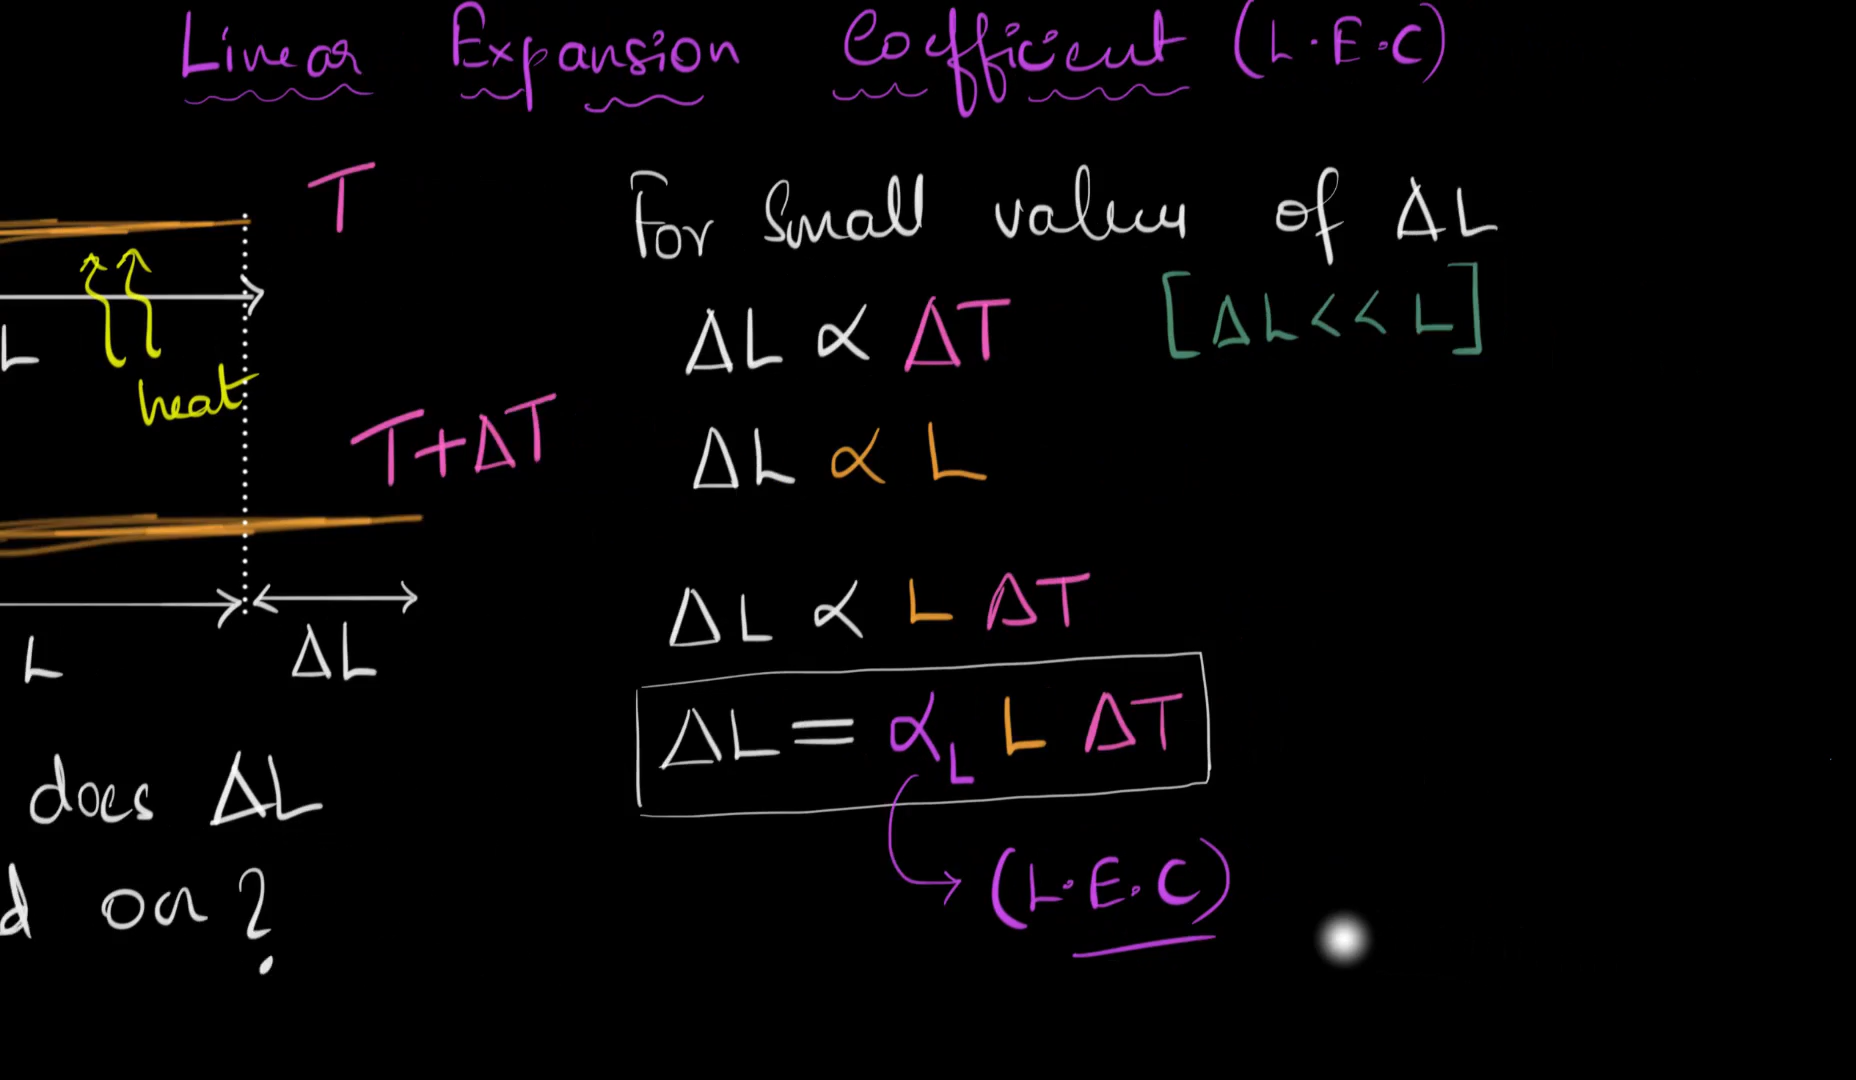 Linear Expansion Coefficient (L.E.C)
T
For Small values of ΔL
ΔL ∝ ΔT [ΔL<<L]
L
heat
T+ΔT
ΔL ∝ L
ΔL ∝ L ΔT
L ΔL
ΔL = α_L L ΔT
does ΔL
(L.E.C)
d on?